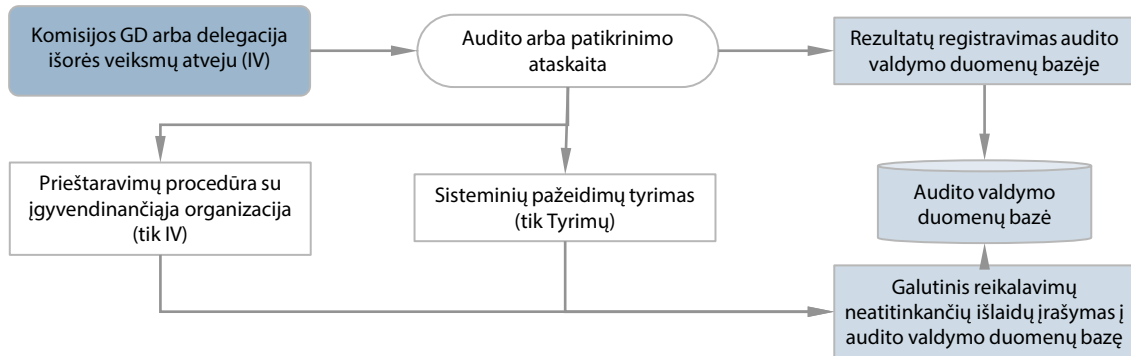 Komisijos GD arba delegacija
išorės veiksmų atveju (IV)
Audito arba patikrinimo
ataskaita
Rezultatų registravimas audito
valdymo duomenų bazėje
Prieštaravimų procedūra su
įgyvendinančiąja organizacija
(tik IV)
Sisteminių pažeidimų tyrimas
(tik Tyrimų)
Audito valdymo
duomenų bazė
Galutinis reikalavimų
neatitinkančių išlaidų įrašymas į
audito valdymo duomenų bazę